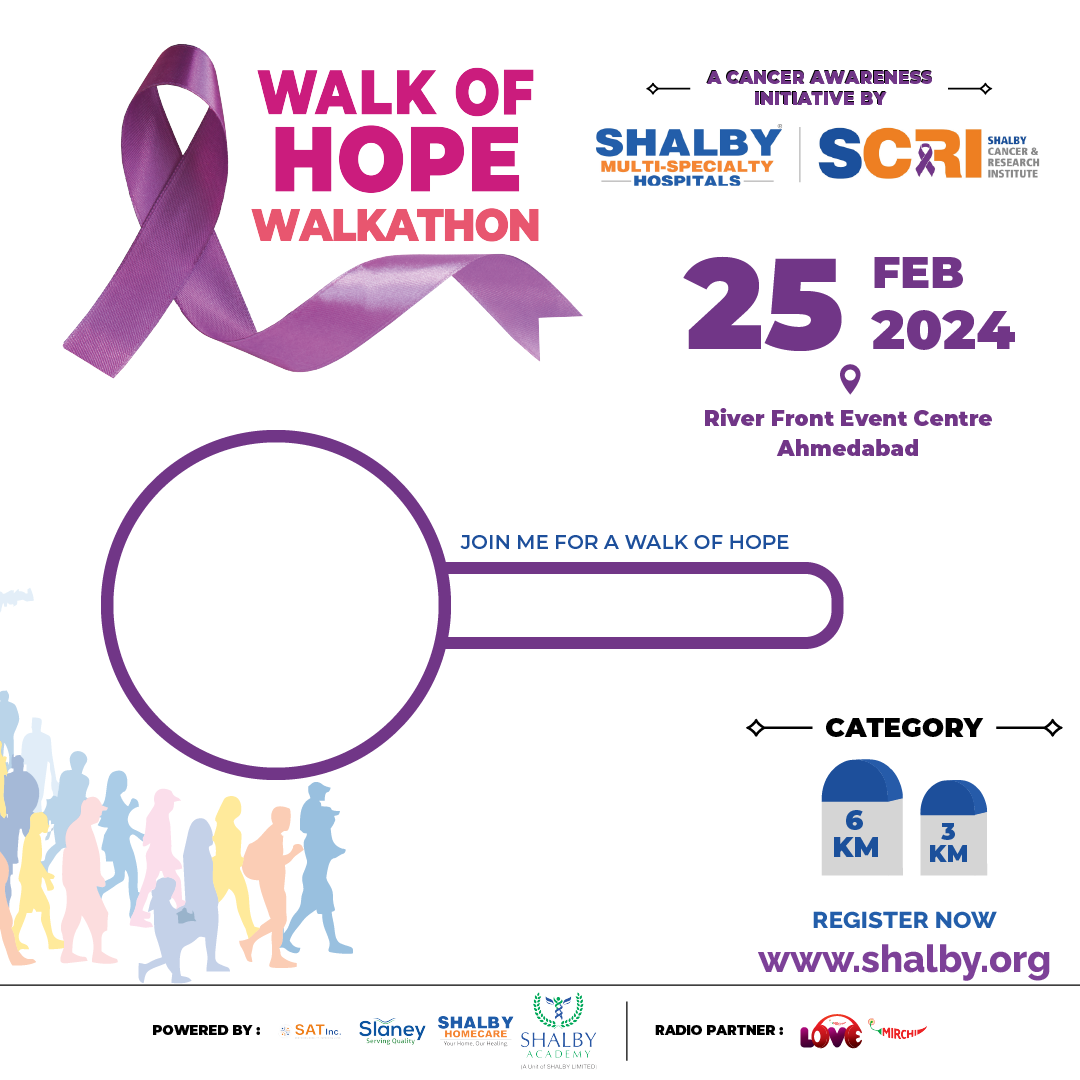 WALK OF
HOPE
WALKATHON
A CANCER AWARENESS
INITIATIVE BY
SHALBY®
MULTI-SPECIALTY
HOSPITALS
SCRI
SHALBY
CANCER &
RESEARCH
INSTITUTE
25
FEB
2024
River Front Event Centre
Ahmedabad
JOIN ME FOR A WALK OF HOPE
CATEGORY
6
KM
3
KM
REGISTER NOW
www.shalby.org
POWERED BY :
SAT Inc.
Slaney
Serving Quality
SHALBY
HOMECARE
Your Home, Our Healing
SHALBY
ACADEMY
(A Unit of SHALBY LIMITED)
RADIO PARTNER :
LOVE
MIRCHI